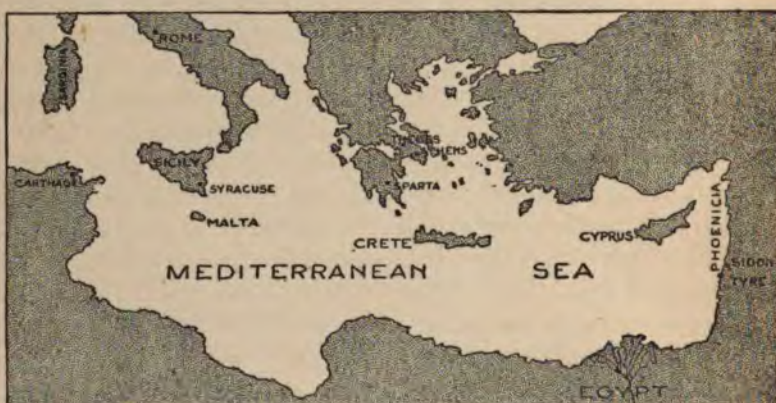 ROME
SARDINIA
THEBES
ATHENS
SICILY
CARTHAGE
SPARTA
SYRACUSE
MALTA
CRETE
CYPRUS
PHOENICIA
MEDITERRANEAN SEA
SIDON
TYRE
EGYPT